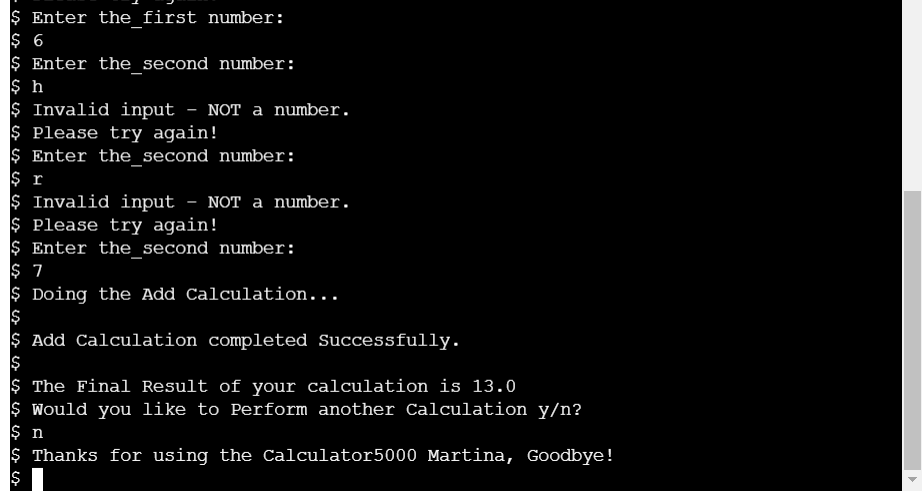 $ Enter the_first number:
$ 6
$ Enter the_second number:
$ h
$ Invalid input - NOT a number.
$ Please try again!
$ Enter the_second number:
$ r
$ Invalid input - NOT a number.
$ Please try again!
$ Enter the_second number:
$ 7
$ Doing the Add Calculation...
$
$ Add Calculation completed Successfully.
$
$ The Final Result of your calculation is 13.0
$ Would you like to Perform another Calculation y/n?
$ n
$ Thanks for using the Calculator5000 Martina, Goodbye!
$